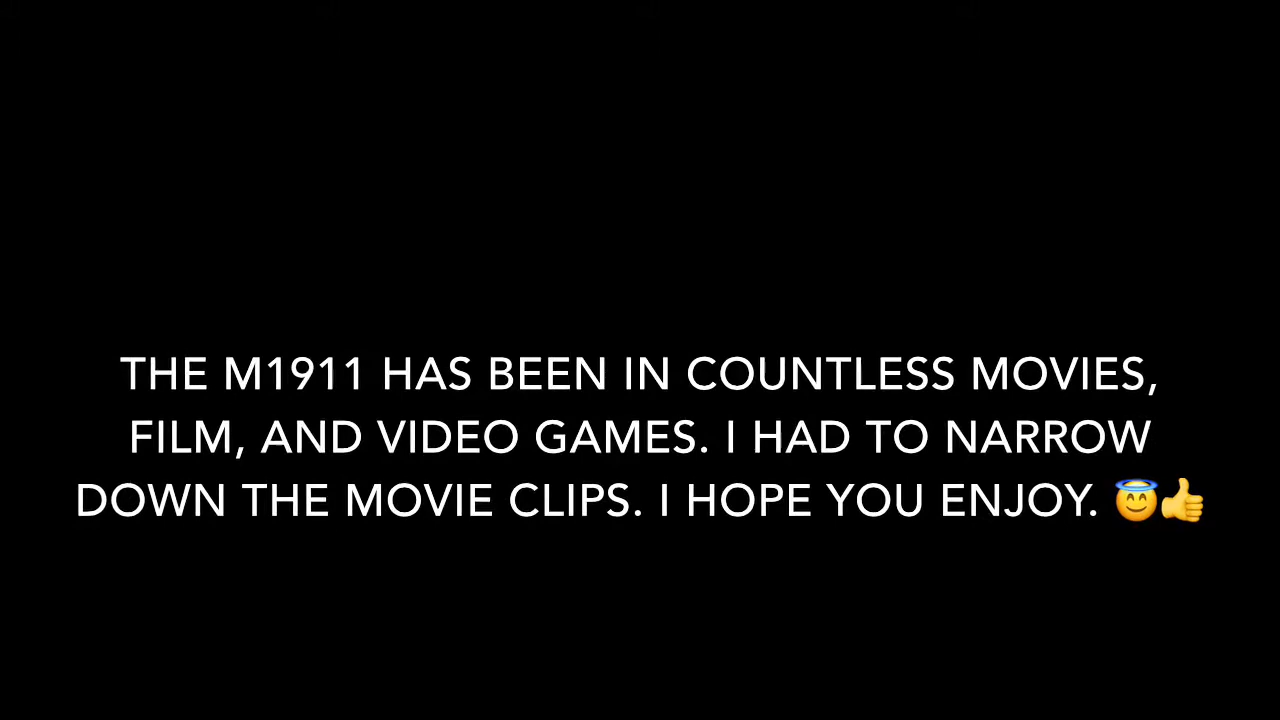 THE M1911 HAS BEEN IN COUNTLESS MOVIES,
FILM, AND VIDEO GAMES. I HAD TO NARROW
DOWN THE MOVIE CLIPS. I HOPE YOU ENJOY. 😇👍